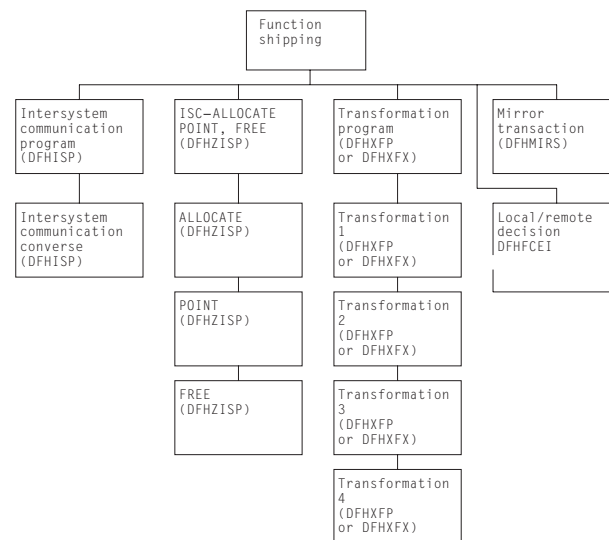 Function
shipping
Intersystem
communication
program
(DFHISP)
ISC–ALLOCATE
POINT, FREE
(DFHZISP)
Transformation
program
(DFHXFP
or DFHXFX)
Mirror
transaction
(DFHMIRS)
Intersystem
communication
converse
(DFHISP)
ALLOCATE
(DFHZISP)
Transformation
1
(DFHXFP
or DFHXFX)
Local/remote
decision
DFHFCEI
POINT
(DFHZISP)
Transformation
2
(DFHXFP
or DFHXFX)
FREE
(DFHZISP)
Transformation
3
(DFHXFP
or DFHXFX)
Transformation
4
(DFHXFP
or DFHXFX)